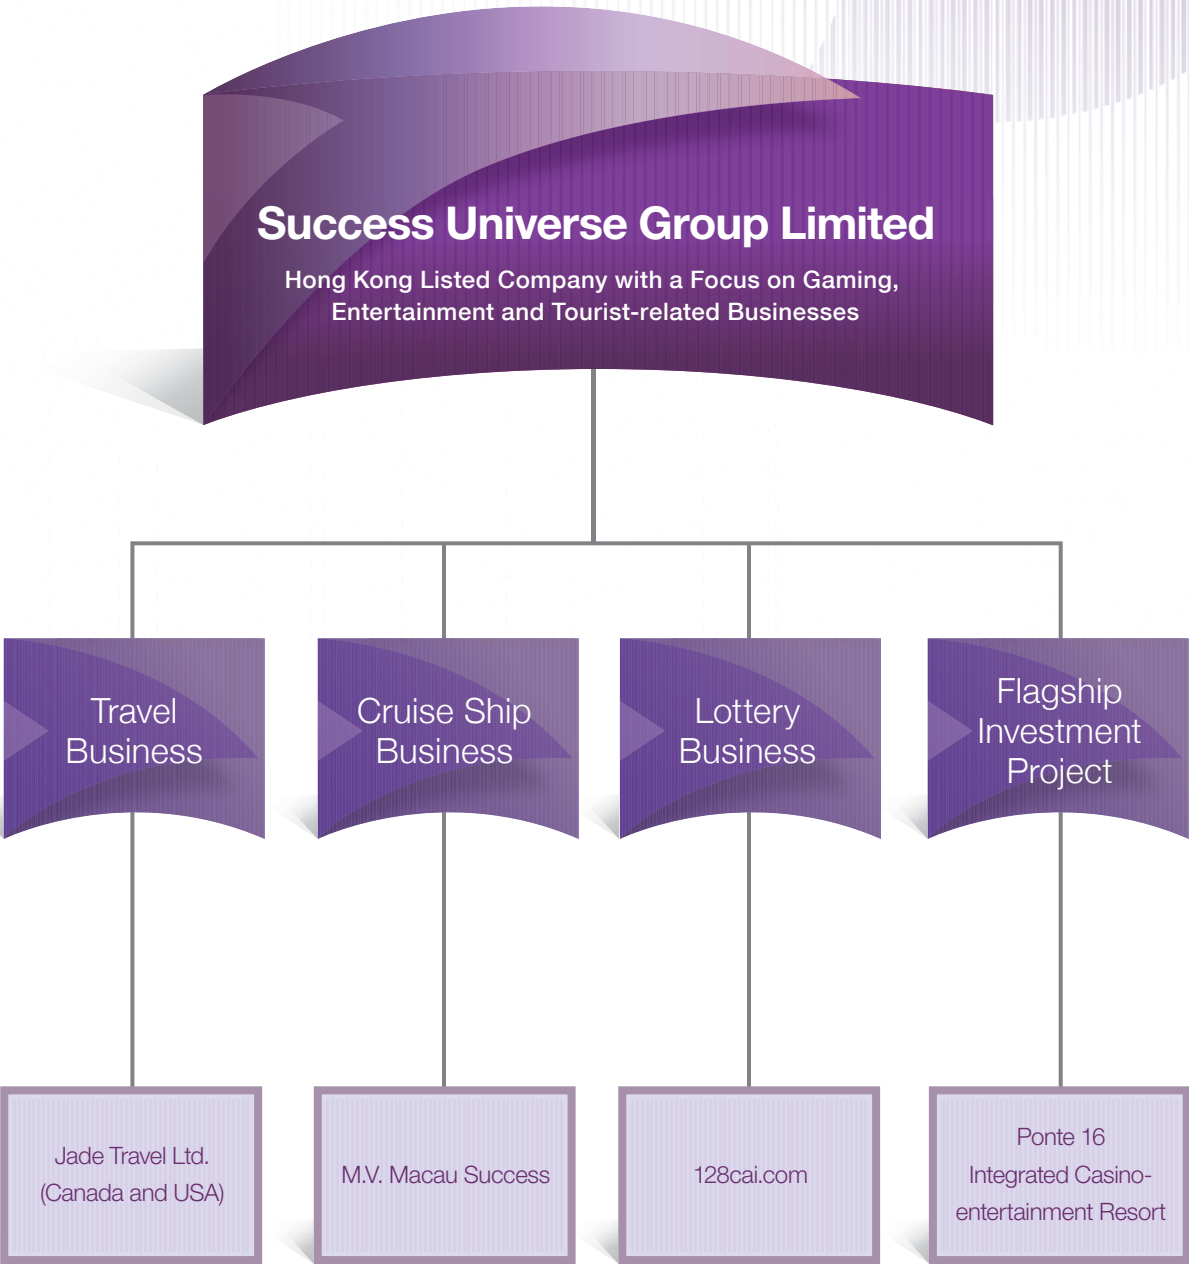 Success Universe Group Limited
Hong Kong Listed Company with a Focus on Gaming,
Entertainment and Tourist-related Businesses
Travel
Business
Cruise Ship
Business
Lottery
Business
Flagship
Investment
Project
Jade Travel Ltd.
(Canada and USA)
M.V. Macau Success
128cai.com
Ponte 16
Integrated Casino-
entertainment Resort